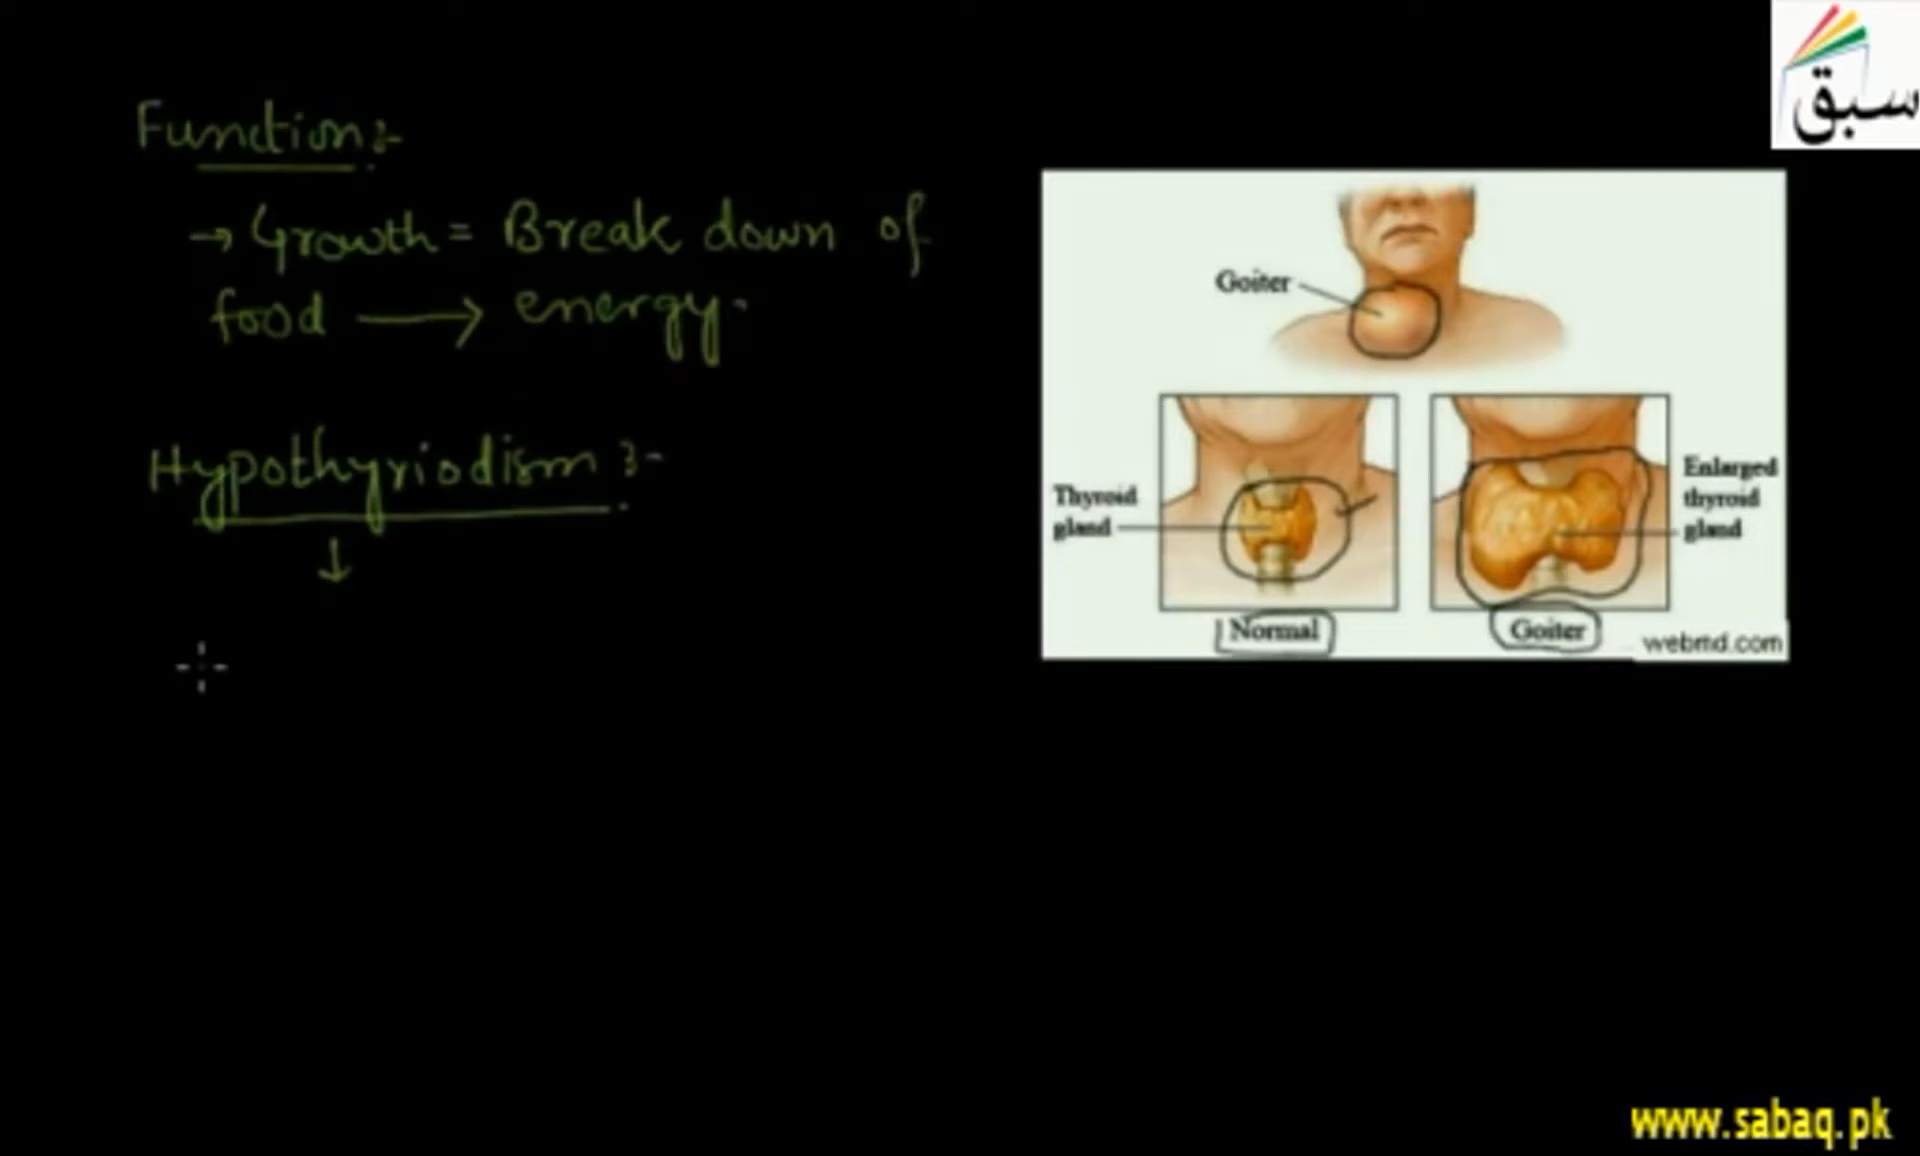 سبق
Function:-
→ Growth = Break down of
food ⟶ energy.
Hypothyriodism :-
↓
Goiter
Thyroid
gland
Enlarged
thyroid
gland
Normal
Goiter
webmd.com
www.sabaq.pk